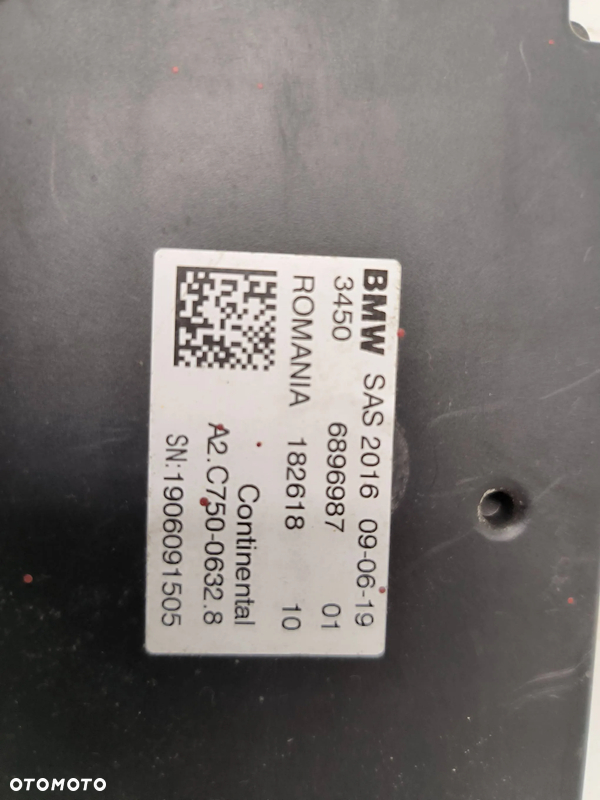 BMW SAS 2016 09-06-19
3450 6896987 01
ROMANIA 182618 10
Continental
A2.C750-0632.8
SN:1906091505
OTOMOTO